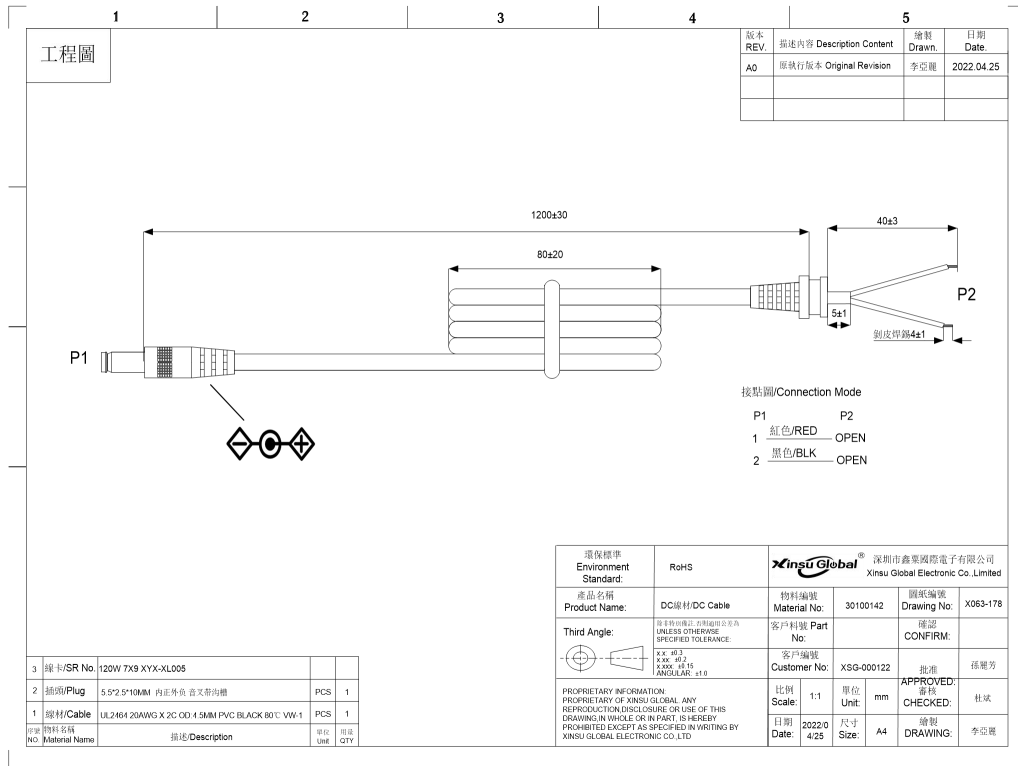 1 2 3 4 5
工程圖
版本 REV.
描述內容 Description Content
繪製 Drawn.
日期 Date.
A0
原執行版本 Original Revision
李亞麗
2022.04.25
1200±30
40±3
80±20
P2
5±1
剝皮焊錫4±1
P1
接點圖/Connection Mode
P1 P2
1 紅色/RED OPEN
2 黑色/BLK OPEN
環保標準
Environment
Standard:
RoHS
Xinsu Global®
深圳市鑫粟國際電子有限公司
Xinsu Global Electronic Co.,Limited
產品名稱
Product Name:
DC線材/DC Cable
物料編號
Material No:
30100142
圖紙編號
Drawing No:
X063-178
Third Angle:
除非特別備註,否則適用公差為
UNLESS OTHERWSE
SPECIFIED TOLERANCE:
客戶料號 Part
No:
確認
CONFIRM:
X.X: ±0.3
X.XX: ±0.2
X.XXX: ±0.15
ANGULAR: ±1.0
客戶編號
Customer No:
XSG-000122
批准
APPROVED:
孫麗芳
PROPRIETARY INFORMATION:
PROPRIETARY OF XINSU GLOBAL. ANY
REPRODUCTION,DISCLOSURE OR USE OF THIS
DRAWING,IN WHOLE OR IN PART, IS HEREBY
PROHIBITED EXCEPT AS SPECIFIED IN WRITING BY
XINSU GLOBAL ELECTRONIC CO.,LTD
比例
Scale:
1:1
單位
Unit:
mm
審核
CHECKED:
杜斌
日期
Date:
2022/0
4/25
尺寸
Size:
A4
繪製
DRAWING:
李亞麗
3 線卡/SR No. 120W 7X9 XYX-XL005
2 插頭/Plug 5.5*2.5*10MM 内正外负 音叉带沟槽 PCS 1
1 線材/Cable UL2464 20AWG X 2C OD:4.5MM PVC BLACK 80℃ VW-1 PCS 1
序號 NO.
物料名稱 Material Name
描述/Description
單位 Unit
用量 QTY